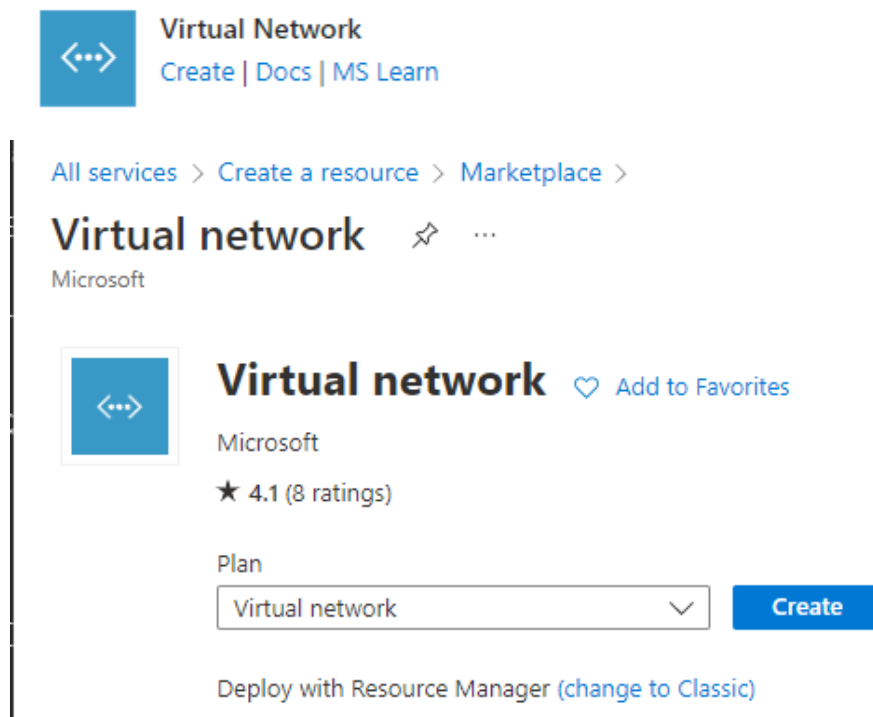 Virtual Network
Create | Docs | MS Learn
All services > Create a resource > Marketplace >
Virtual network ...
Microsoft
Virtual network Add to Favorites
Microsoft
★ 4.1 (8 ratings)
Plan
Virtual network Create
Deploy with Resource Manager (change to Classic)